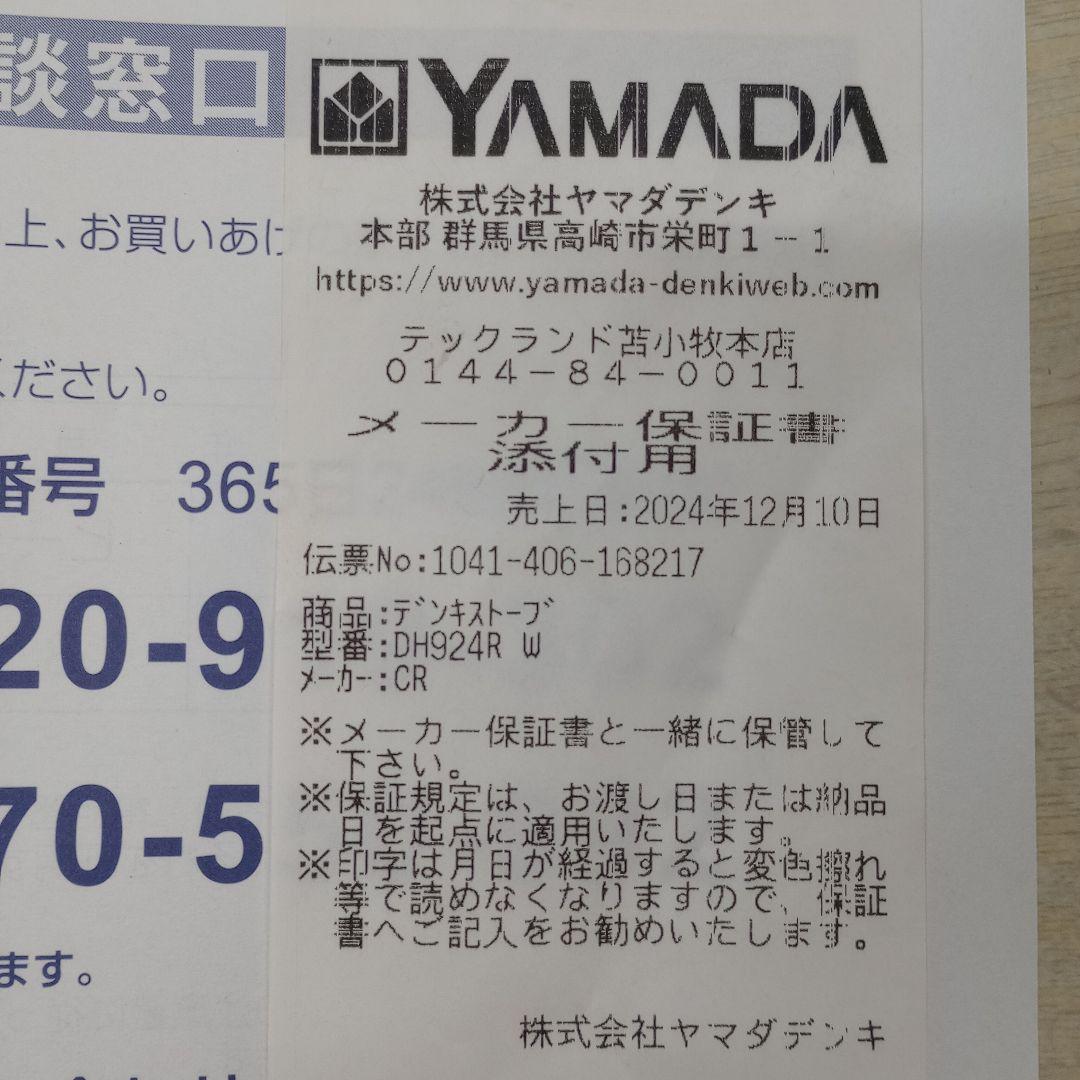 談窓口
上、お買いあげ
ください。
番号 365
20-9
70-5
ます。
YAMADA
株式会社ヤマダデンキ
本部 群馬県高崎市栄町1-1
https://www.yamada-denkiweb.com
テックランド苫小牧本店
0144-84-0011
メーカー保証書
添付用
売上日:2024年12月10日
伝票No:1041-406-168217
商品:ﾃﾞﾝｷｽﾄｰﾌﾞ
型番:DH924R W
ﾒｰｶｰ:CR
※メーカー保証書と一緒に保管して
下さい。
※保証規定は、お渡し日または納品
日を起点に適用いたします。
※印字は月日が経過すると変色擦れ
等で読めなくなりますので、保証
書へご記入をお勧めいたします。
株式会社ヤマダデンキ